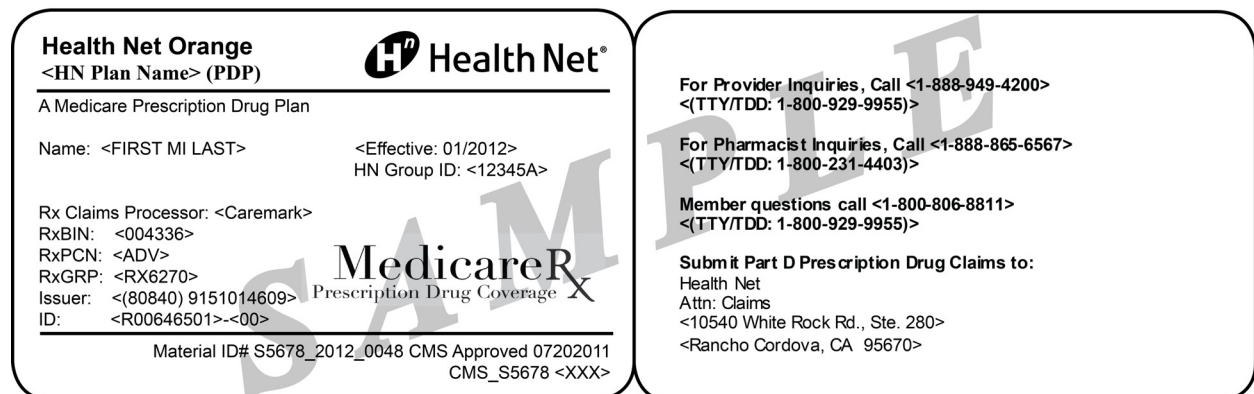 Health Net Orange
<HN Plan Name> (PDP)
Hn Health Net®
A Medicare Prescription Drug Plan
Name: <FIRST MI LAST>
<Effective: 01/2012>
HN Group ID: <12345A>
Rx Claims Processor: <Caremark>
RxBIN: <004336>
RxPCN: <ADV>
RxGRP: <RX6270>
Issuer: <(80840) 9151014609>
ID: <R00646501>-<00>
MedicareRx
Prescription Drug Coverage
Material ID# S5678_2012_0048 CMS Approved 07202011
CMS_S5678 <XXX>
SAMPLE
For Provider Inquiries, Call <1-888-949-4200>
<(TTY/TDD: 1-800-929-9955)>
For Pharmacist Inquiries, Call <1-888-865-6567>
<(TTY/TDD: 1-800-231-4403)>
Member questions call <1-800-806-8811>
<(TTY/TDD: 1-800-929-9955)>
Submit Part D Prescription Drug Claims to:
Health Net
Attn: Claims
<10540 White Rock Rd., Ste. 280>
<Rancho Cordova, CA 95670>